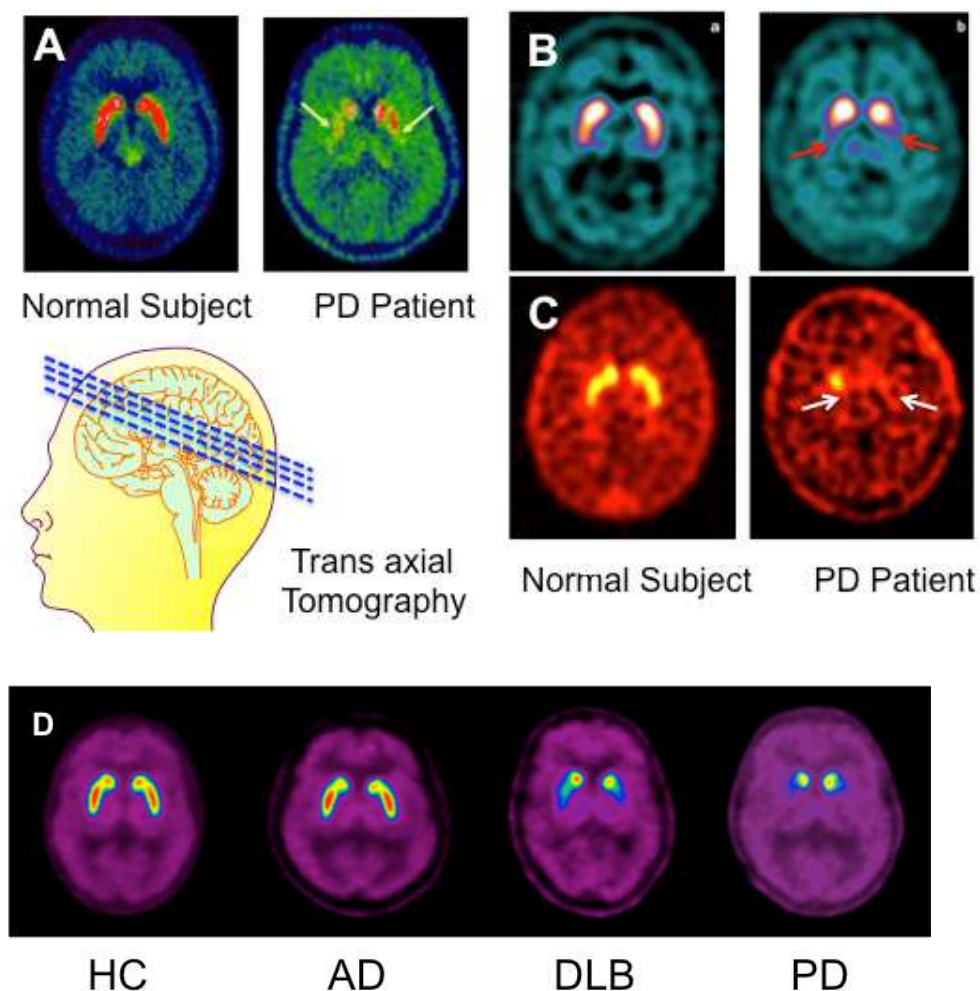 A
B
a
b
Normal Subject
PD Patient
C
Trans axial
Tomography
Normal Subject
PD Patient
D
HC
AD
DLB
PD